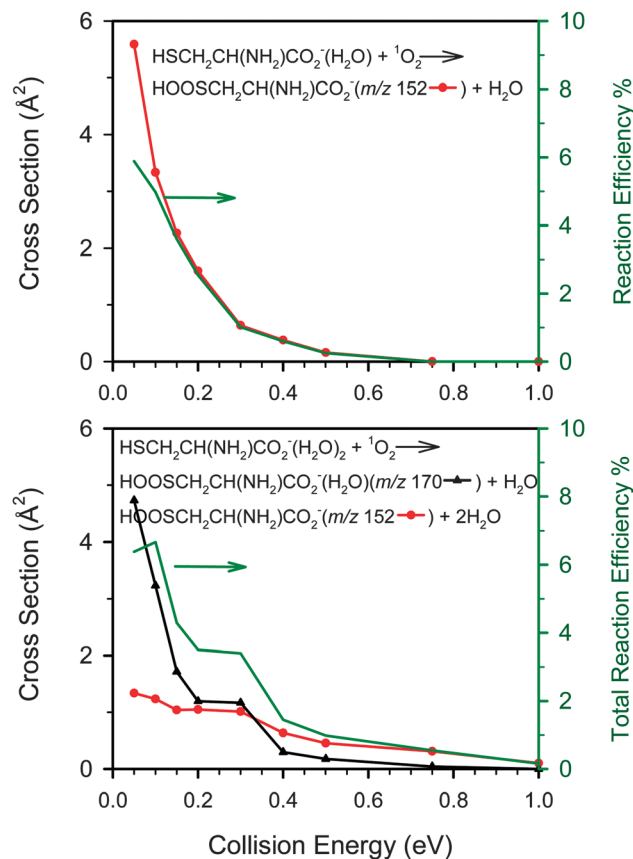 HSCH₂CH(NH₂)CO₂⁻(H₂O) + ¹O₂⟶
HOOSCH₂CH(NH₂)CO₂⁻(m/z 152 ) + H₂O
Cross Section (Å²)
6
4
2
0
Reaction Efficiency %
10
8
6
4
2
0
0.0 0.2 0.4 0.6 0.8 1.0
HSCH₂CH(NH₂)CO₂⁻(H₂O)₂ + ¹O₂⟶
HOOSCH₂CH(NH₂)CO₂⁻(H₂O)(m/z 170 ) + H₂O
HOOSCH₂CH(NH₂)CO₂⁻(m/z 152 ) + 2H₂O
Cross Section (Å²)
6
4
2
0
Total Reaction Efficiency %
10
8
6
4
2
0
0.0 0.2 0.4 0.6 0.8 1.0
Collision Energy (eV)